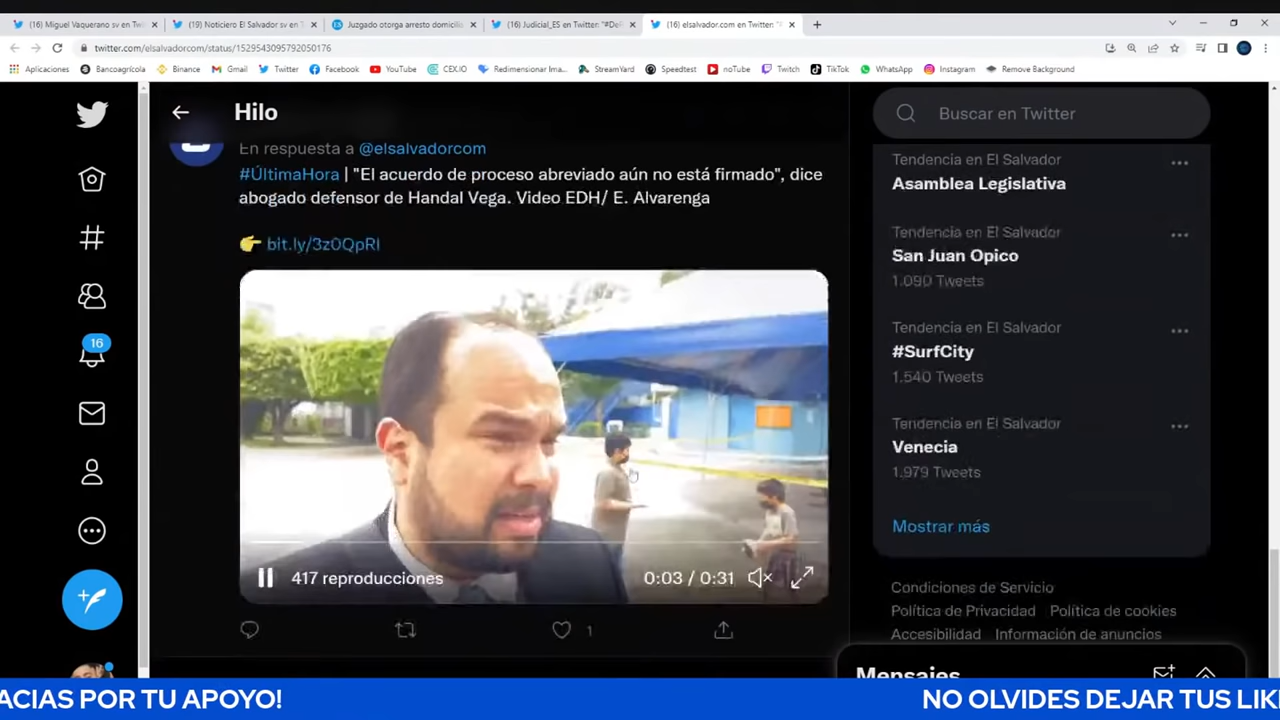 (16) Miguel Vaquerano sv en Twitt
(19) Noticiero El Salvador sv en T
Juzgado otorga arresto domicilia
(16) Judicial_ES en Twitter: "#DeP
(16) elsalvador.com en Twitter: "#
twitter.com/elsalvadorcom/status/1529543095792050176
Aplicaciones
Bancoagrícola
Binance
Gmail
Twitter
Facebook
YouTube
CEX.IO
Redimensionar Ima...
StreamYard
Speedtest
noTube
Twitch
TikTok
WhatsApp
Instagram
Remove Background
Hilo
Buscar en Twitter
En respuesta a @elsalvadorcom
#ÚltimaHora | "El acuerdo de proceso abreviado aún no está firmado", dice
abogado defensor de Handal Vega. Video EDH/ E. Alvarenga
👉 bit.ly/3z0QpRl
417 reproducciones
0:03 / 0:31
1
16
Tendencia en El Salvador
Asamblea Legislativa
Tendencia en El Salvador
San Juan Opico
1.090 Tweets
Tendencia en El Salvador
#SurfCity
1.540 Tweets
Tendencia en El Salvador
Venecia
1.979 Tweets
Mostrar más
Condiciones de Servicio
Política de Privacidad Política de cookies
Accesibilidad Información de anuncios
Mensajes
ACIAS POR TU APOYO!
NO OLVIDES DEJAR TUS LIK